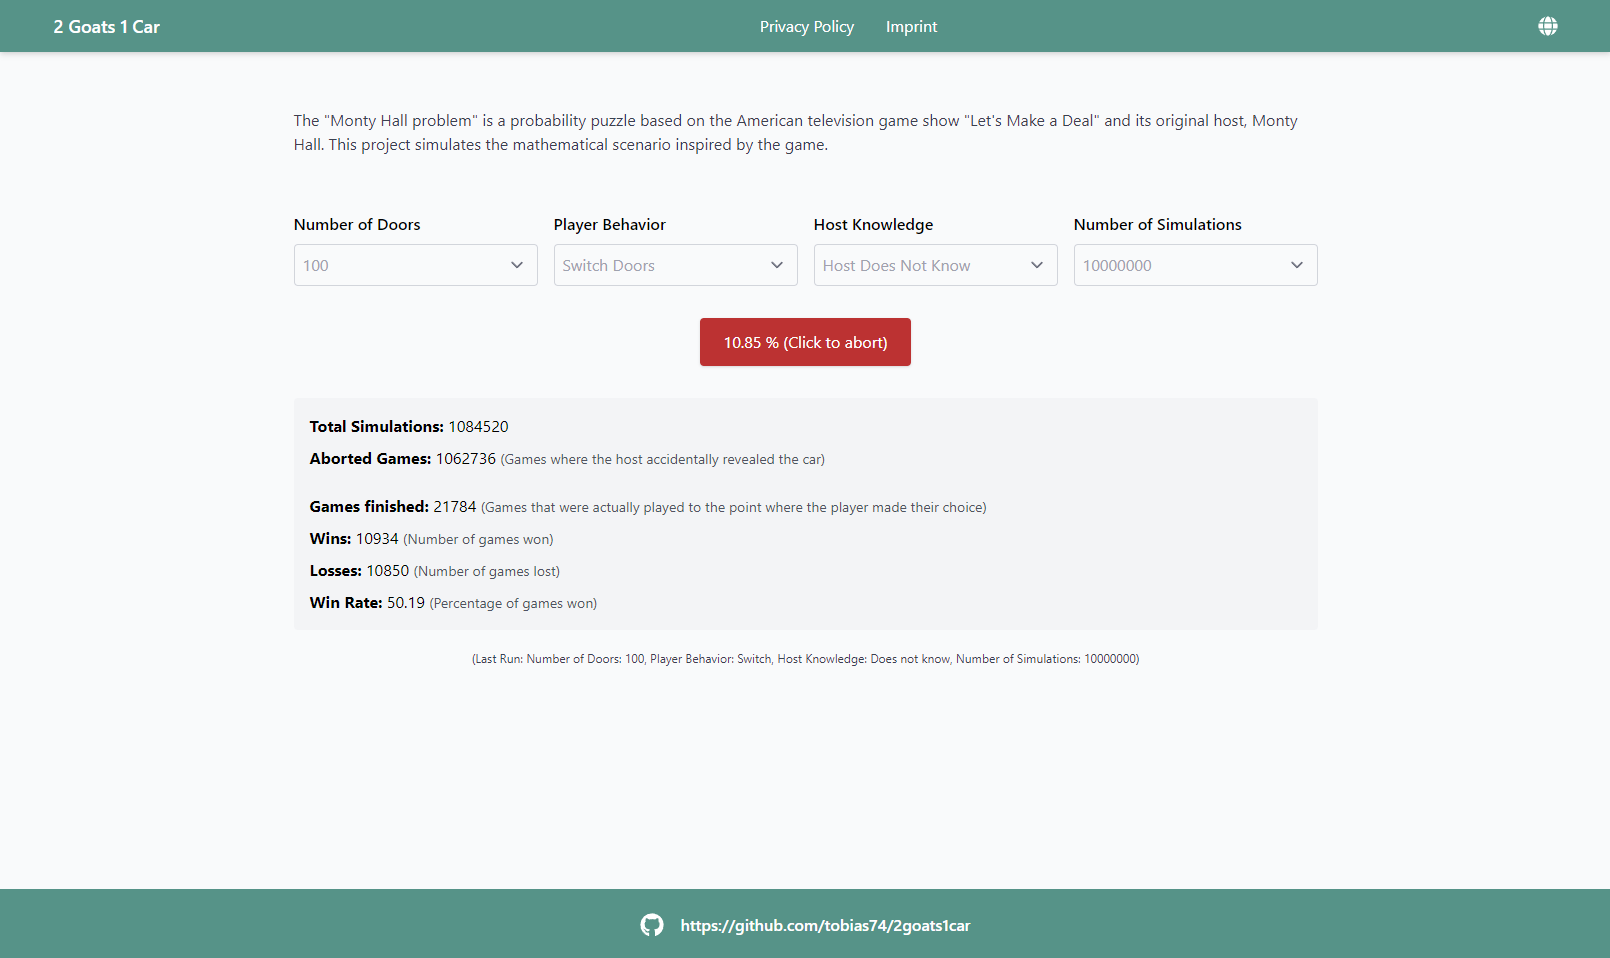 2 Goats 1 Car
Privacy Policy
Imprint
The "Monty Hall problem" is a probability puzzle based on the American television game show "Let's Make a Deal" and its original host, Monty
Hall. This project simulates the mathematical scenario inspired by the game.
Number of Doors
Player Behavior
Host Knowledge
Number of Simulations
100
Switch Doors
Host Does Not Know
10000000
10.85 % (Click to abort)
Total Simulations: 1084520
Aborted Games: 1062736 (Games where the host accidentally revealed the car)
Games finished: 21784 (Games that were actually played to the point where the player made their choice)
Wins: 10934 (Number of games won)
Losses: 10850 (Number of games lost)
Win Rate: 50.19 (Percentage of games won)
(Last Run: Number of Doors: 100, Player Behavior: Switch, Host Knowledge: Does not know, Number of Simulations: 10000000)
https://github.com/tobias74/2goats1car